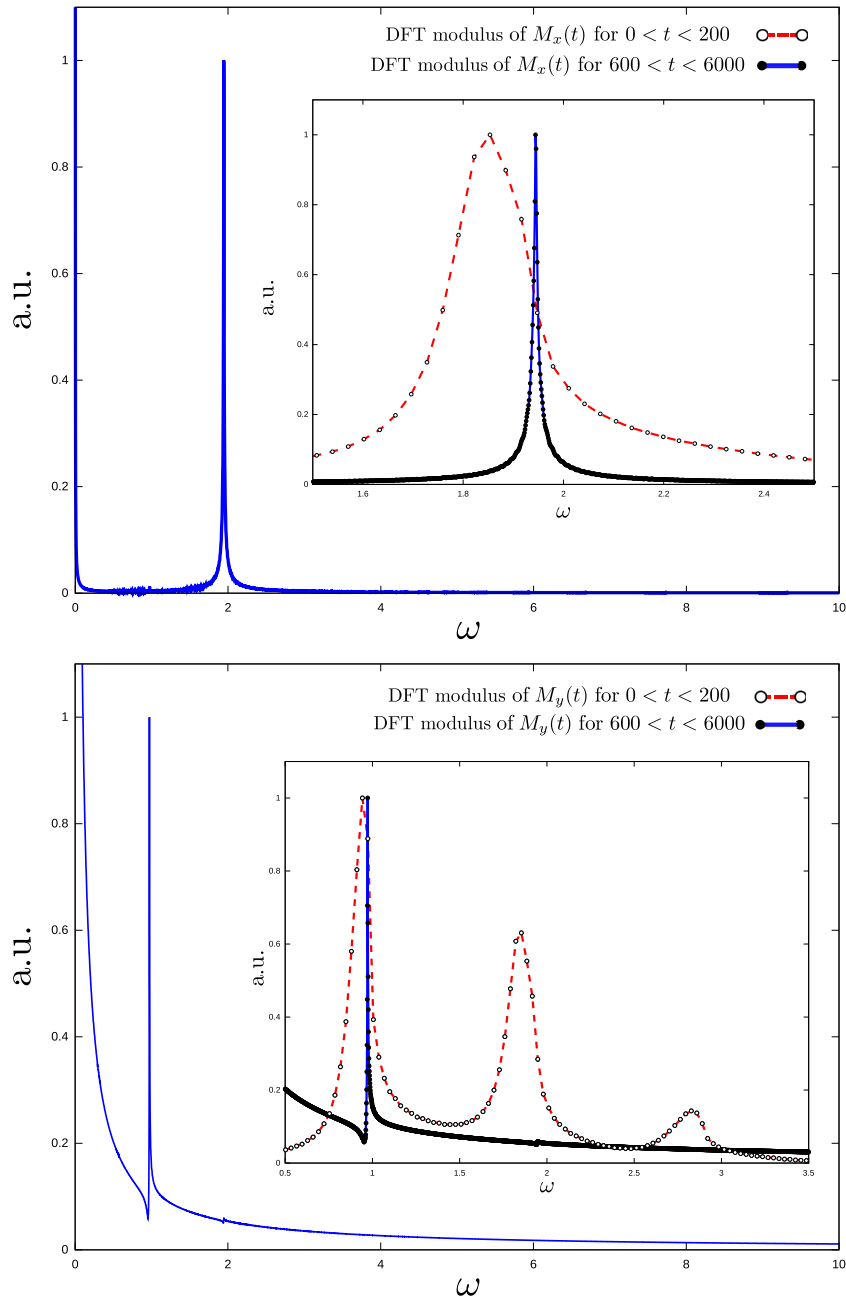 DFT modulus of M_x(t) for 0 < t < 200
DFT modulus of M_x(t) for 600 < t < 6000
1
0.8
0.6
0.4
0.2
0
a.u.
0 2 4 6 8 10
ω
1
0.8
0.6
0.4
0.2
0
a.u.
1.6 1.8 2 2.2 2.4
ω
DFT modulus of M_y(t) for 0 < t < 200
DFT modulus of M_y(t) for 600 < t < 6000
1
0.8
0.6
0.4
0.2
0
a.u.
0 2 4 6 8 10
ω
1
0.8
0.6
0.4
0.2
0
a.u.
0.5 1 1.5 2 2.5 3 3.5
ω